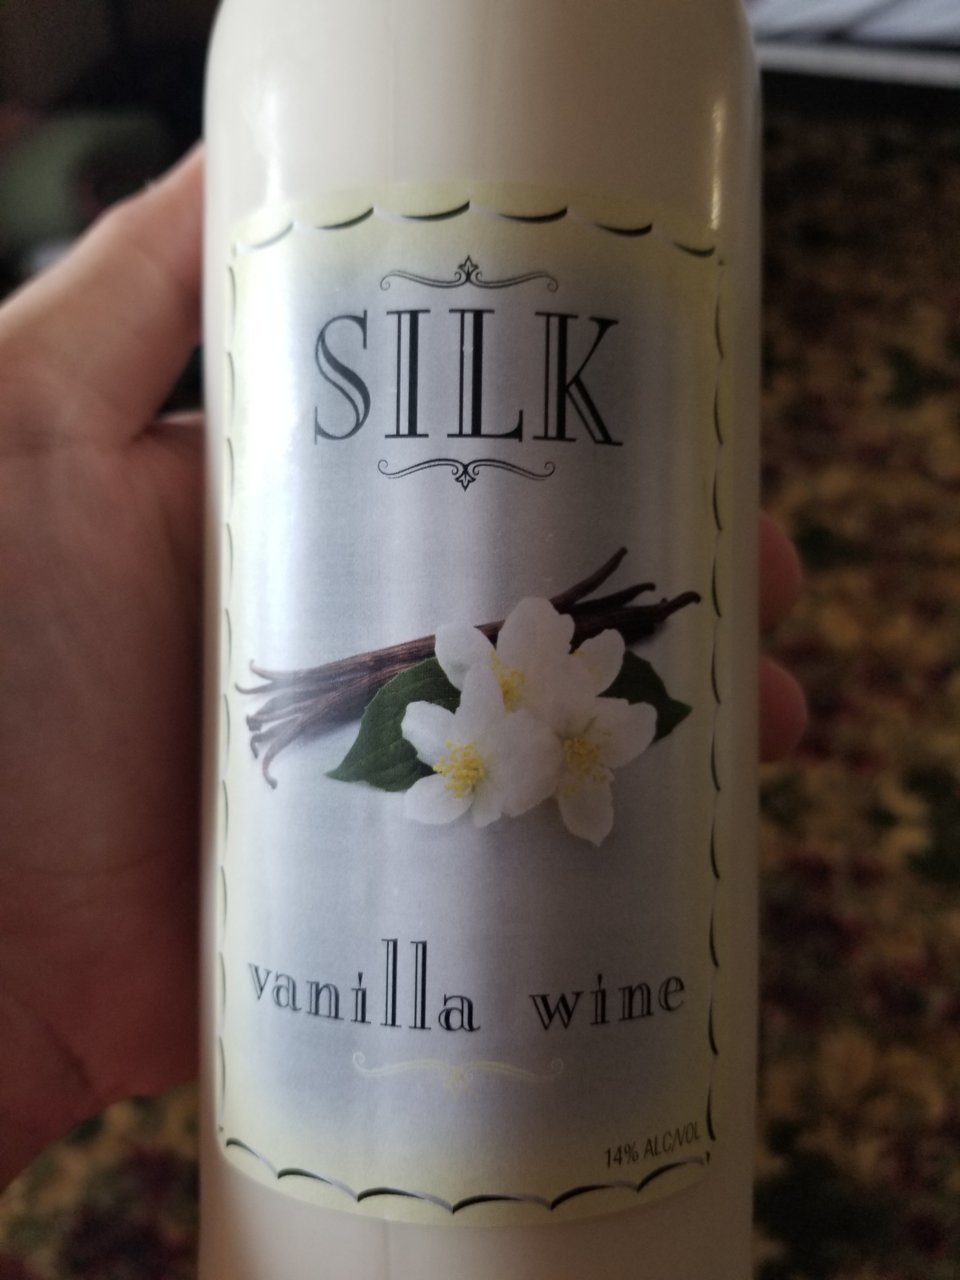 SILK
vanilla wine
14% ALC/VOL